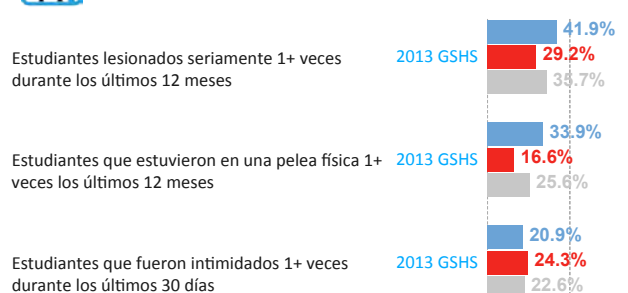 41.9%
Estudiantes lesionados seriamente 1+ veces 2013 GSHS 29.2%
durante los últimos 12 meses 35.7%
33.9%
Estudiantes que estuvieron en una pelea física 1+ 2013 GSHS 16.6%
veces los últimos 12 meses 25.6%
20.9%
Estudiantes que fueron intimidados 1+ veces 2013 GSHS 24.3%
durante los últimos 30 días 22.6%